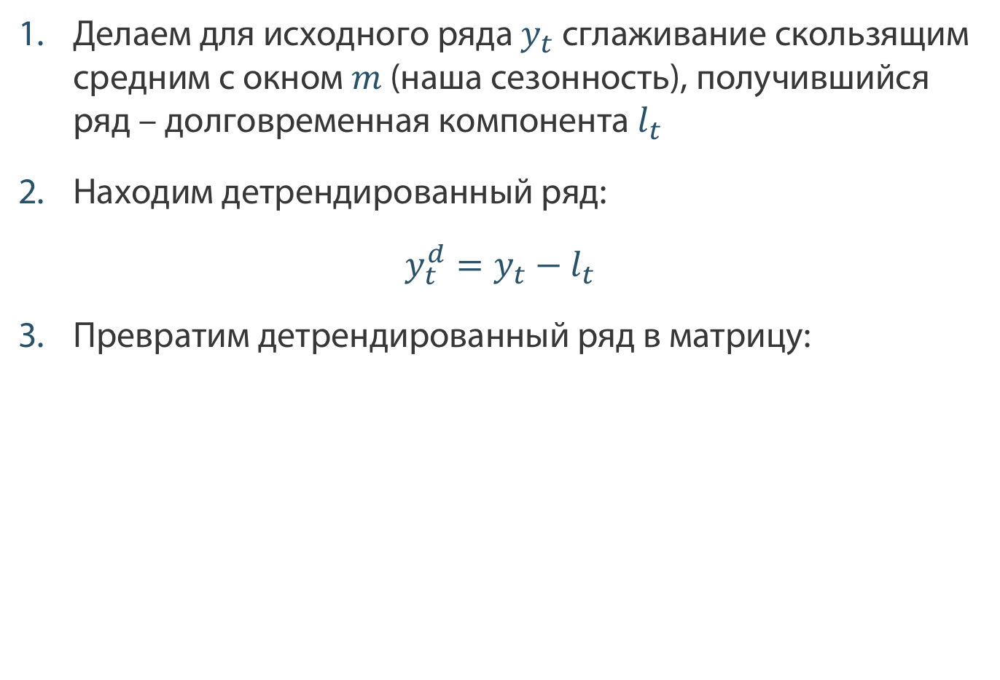 1. Делаем для исходного ряда $y_t$ сглаживание скользящим
средним с окном $m$ (наша сезонность), получившийся
ряд – долговременная компонента $l_t$
2. Находим детрендированный ряд:
$y_t^d = y_t - l_t$
3. Превратим детрендированный ряд в матрицу: